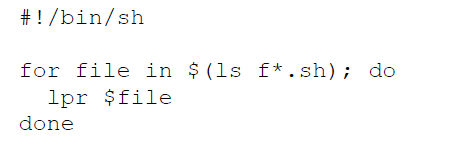 #!/bin/sh
for file in $(ls f*.sh); do
lpr $file
done